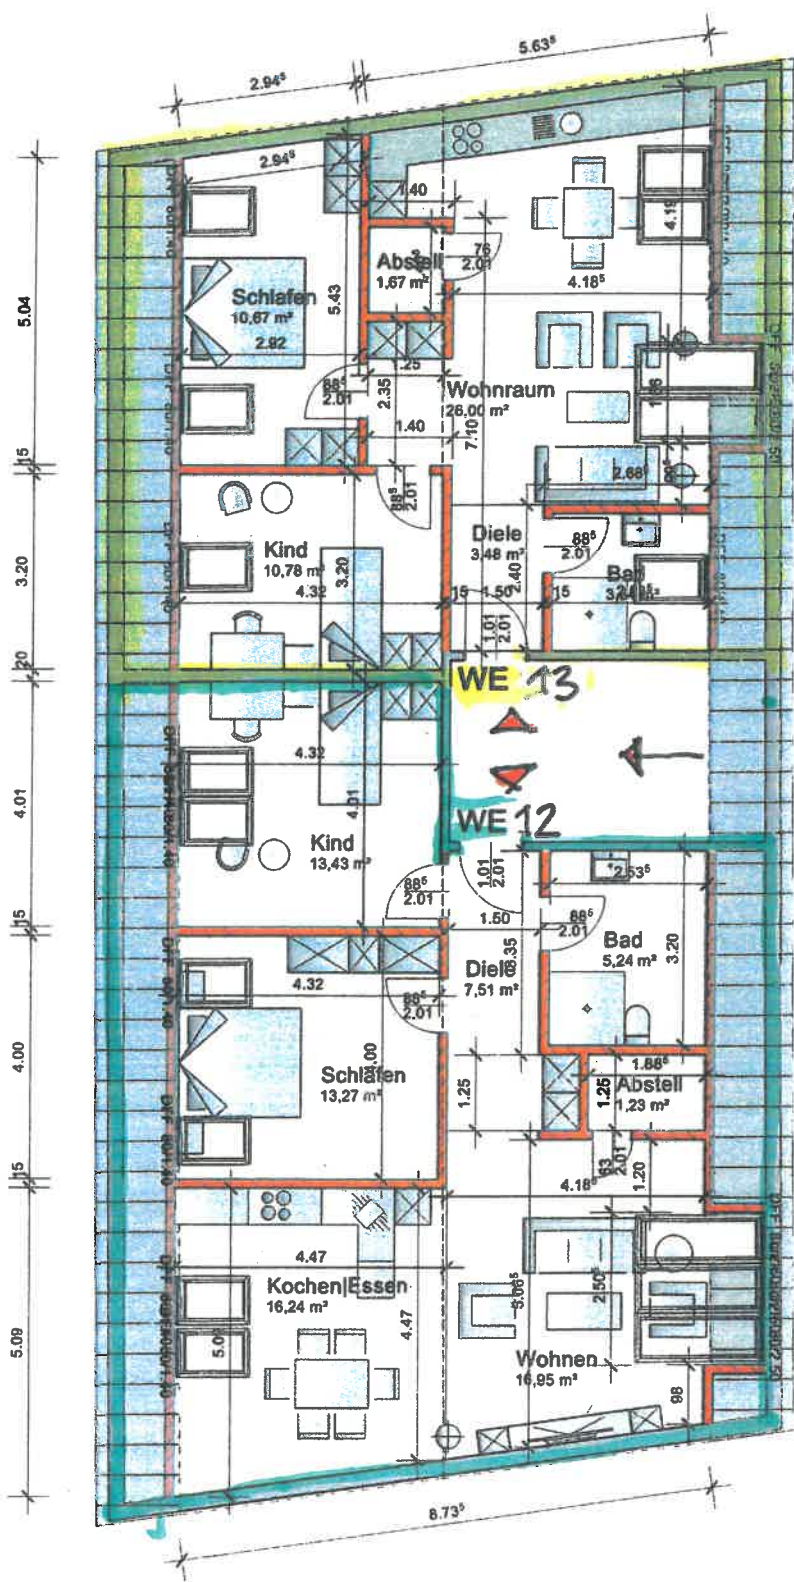 5.63⁵
2.94⁵
5
2.94⁵
1.40
4.19
76
2.01
Abstell
1,67 m²
4.18⁵
Schlafen
10,67 m²
5.43
2.92
5.04
1.25
88⁵
2.01
2.35
Wohnraum
26,00 m²
7.10
1.40
15
2.68⁵
88⁵
2.01
Diele
3,48 m²
88⁵
2.01
Kind
10,78 m²
3.20
3.20
2.40
Bad
4.32
15
1.50
15
1.01
2.01
20
WE 13
4.32
4.01
4.01
WE 12
Kind
13,43 m²
1.01
2.01
2.53⁵
88⁵
2.01
15
1.50
88⁵
2.01
Bad
5,24 m²
3.20
Diele
7,51 m²
8.35
4.32
88⁵
2.01
4.00
4.00
Schlafen
13,27 m²
1.25
1.25
1.88⁵
Abstell
1,23 m²
63
2.01
1.20
15
4.18⁵
4.47
Kochen|Essen
16,24 m²
4.47
5.06⁵
2.50⁵
5.09
Wohnen
16,95 m²
98
8.73⁵